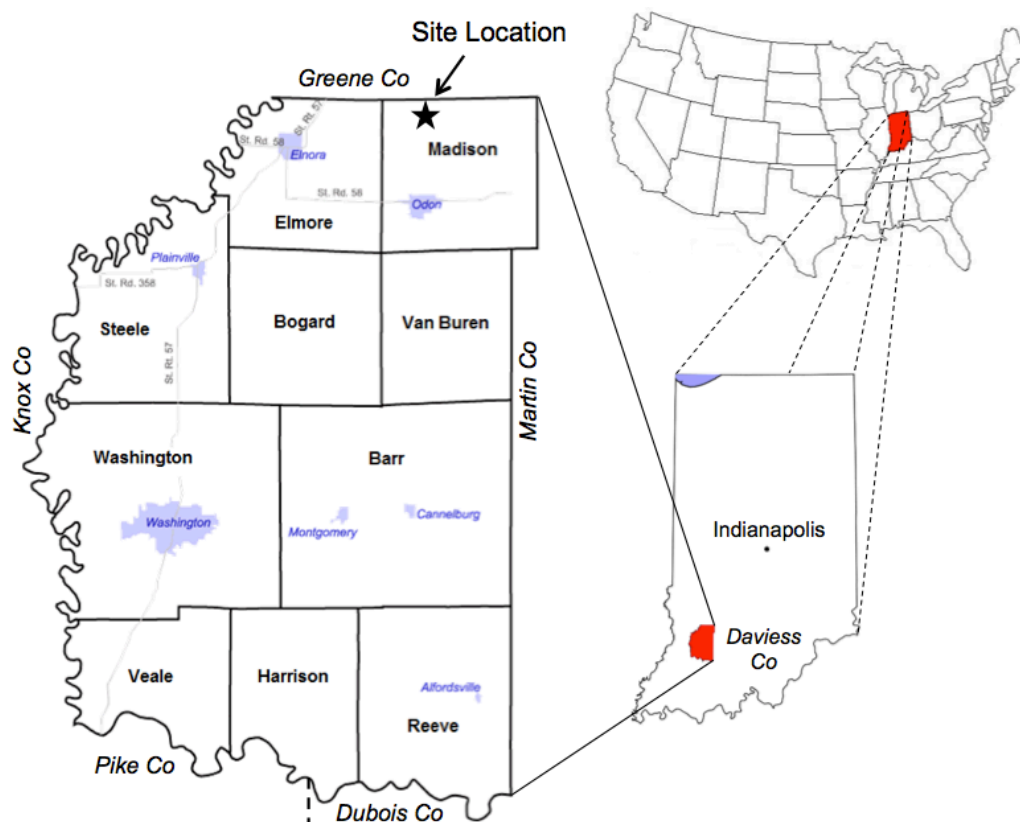 Site Location
Greene Co
St. Rt. 57
St. Rd. 58
Elnora
Madison
St. Rd. 58
Odon
Elmore
Plainville
St. Rd. 358
Steele
Bogard
Van Buren
St. Rt. 57
Knox Co
Martin Co
Washington
Barr
Washington
Montgomery
Cannelburg
Indianapolis
Daviess
Co
Veale
Harrison
Alfordsville
Reeve
Pike Co
Dubois Co